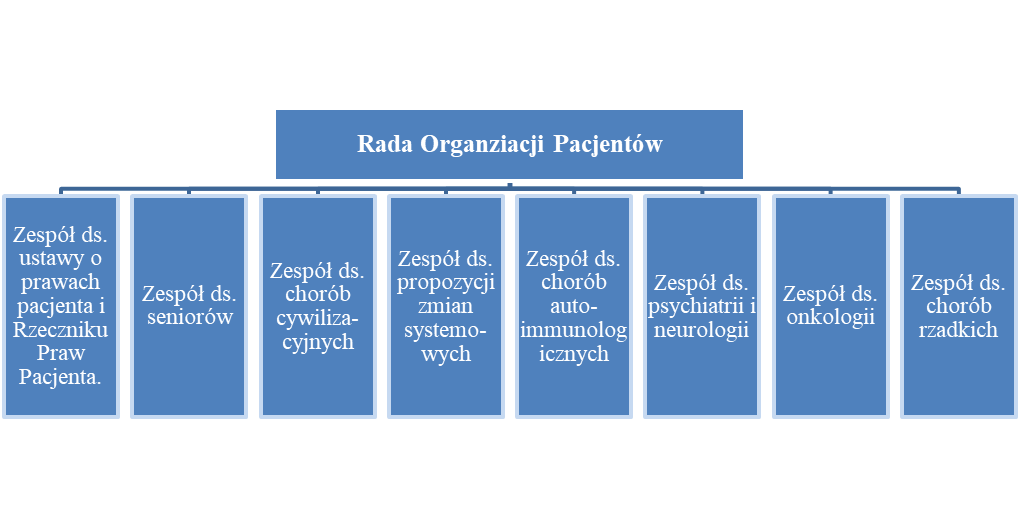 Rada Organziacji Pacjentów
Zespół ds.
ustawy o
prawach
pacjenta i
Rzeczniku
Praw
Pacjenta.
Zespół ds.
seniorów
Zespół ds.
chorób
cywiliza-
cyjnych
Zespół ds.
propozycji
zmian
systemo-
wych
Zespół ds.
chorób
auto-
immunolog
icznych
Zespół ds.
psychiatrii i
neurologii
Zespół ds.
onkologii
Zespół ds.
chorób
rzadkich